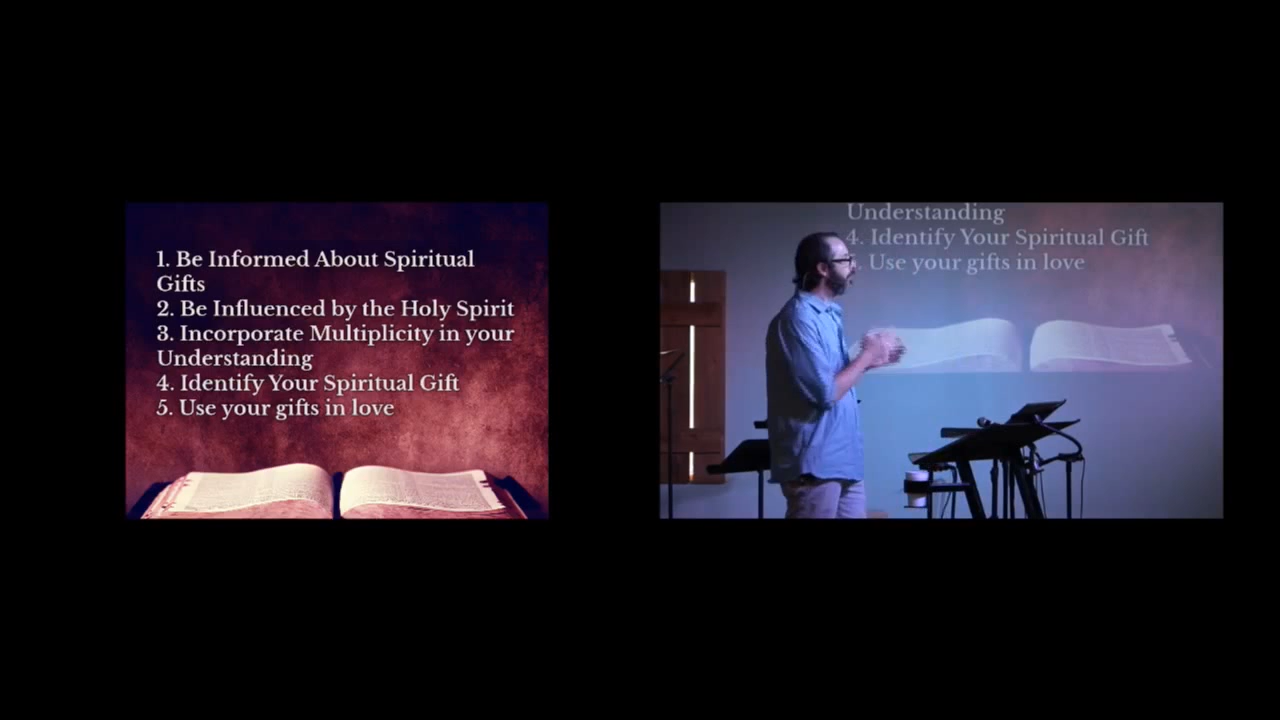 1. Be Informed About Spiritual
Gifts
2. Be Influenced by the Holy Spirit
3. Incorporate Multiplicity in your
Understanding
4. Identify Your Spiritual Gift
5. Use your gifts in love
Understanding
4. Identify Your Spiritual Gift
Use your gifts in love